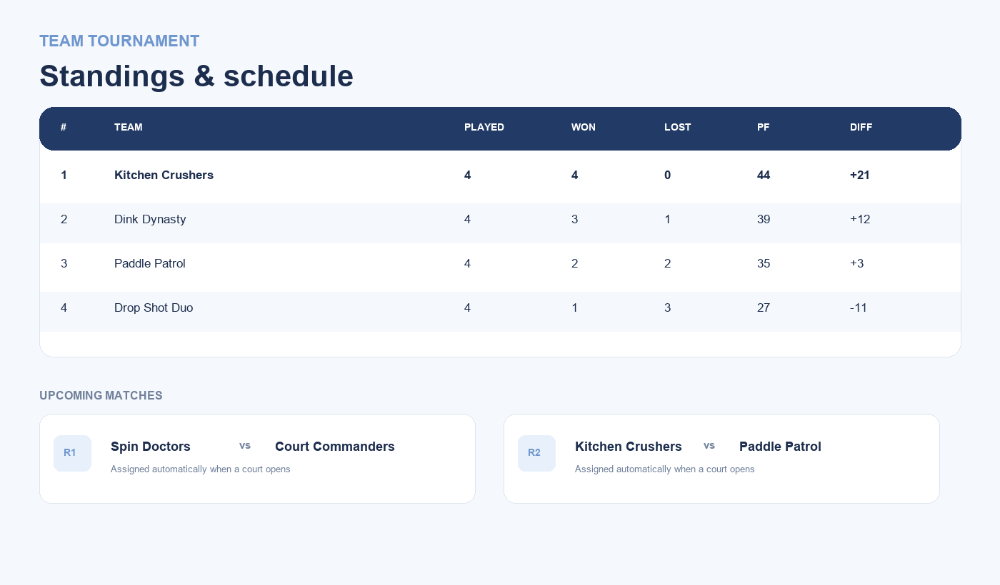 TEAM TOURNAMENT
Standings & schedule
# TEAM PLAYED WON LOST PF DIFF
1 Kitchen Crushers 4 4 0 44 +21
2 Dink Dynasty 4 3 1 39 +12
3 Paddle Patrol 4 2 2 35 +3
4 Drop Shot Duo 4 1 3 27 -11
UPCOMING MATCHES
R1 Spin Doctors vs Court Commanders
Assigned automatically when a court opens
R2 Kitchen Crushers vs Paddle Patrol
Assigned automatically when a court opens